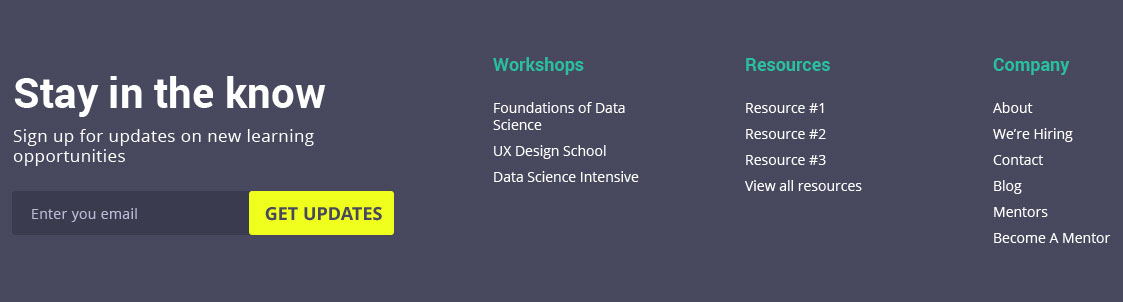 Stay in the know
Sign up for updates on new learning
opportunities
Enter you email
GET UPDATES
Workshops
Foundations of Data
Science
UX Design School
Data Science Intensive
Resources
Resource #1
Resource #2
Resource #3
View all resources
Company
About
We’re Hiring
Contact
Blog
Mentors
Become A Mentor